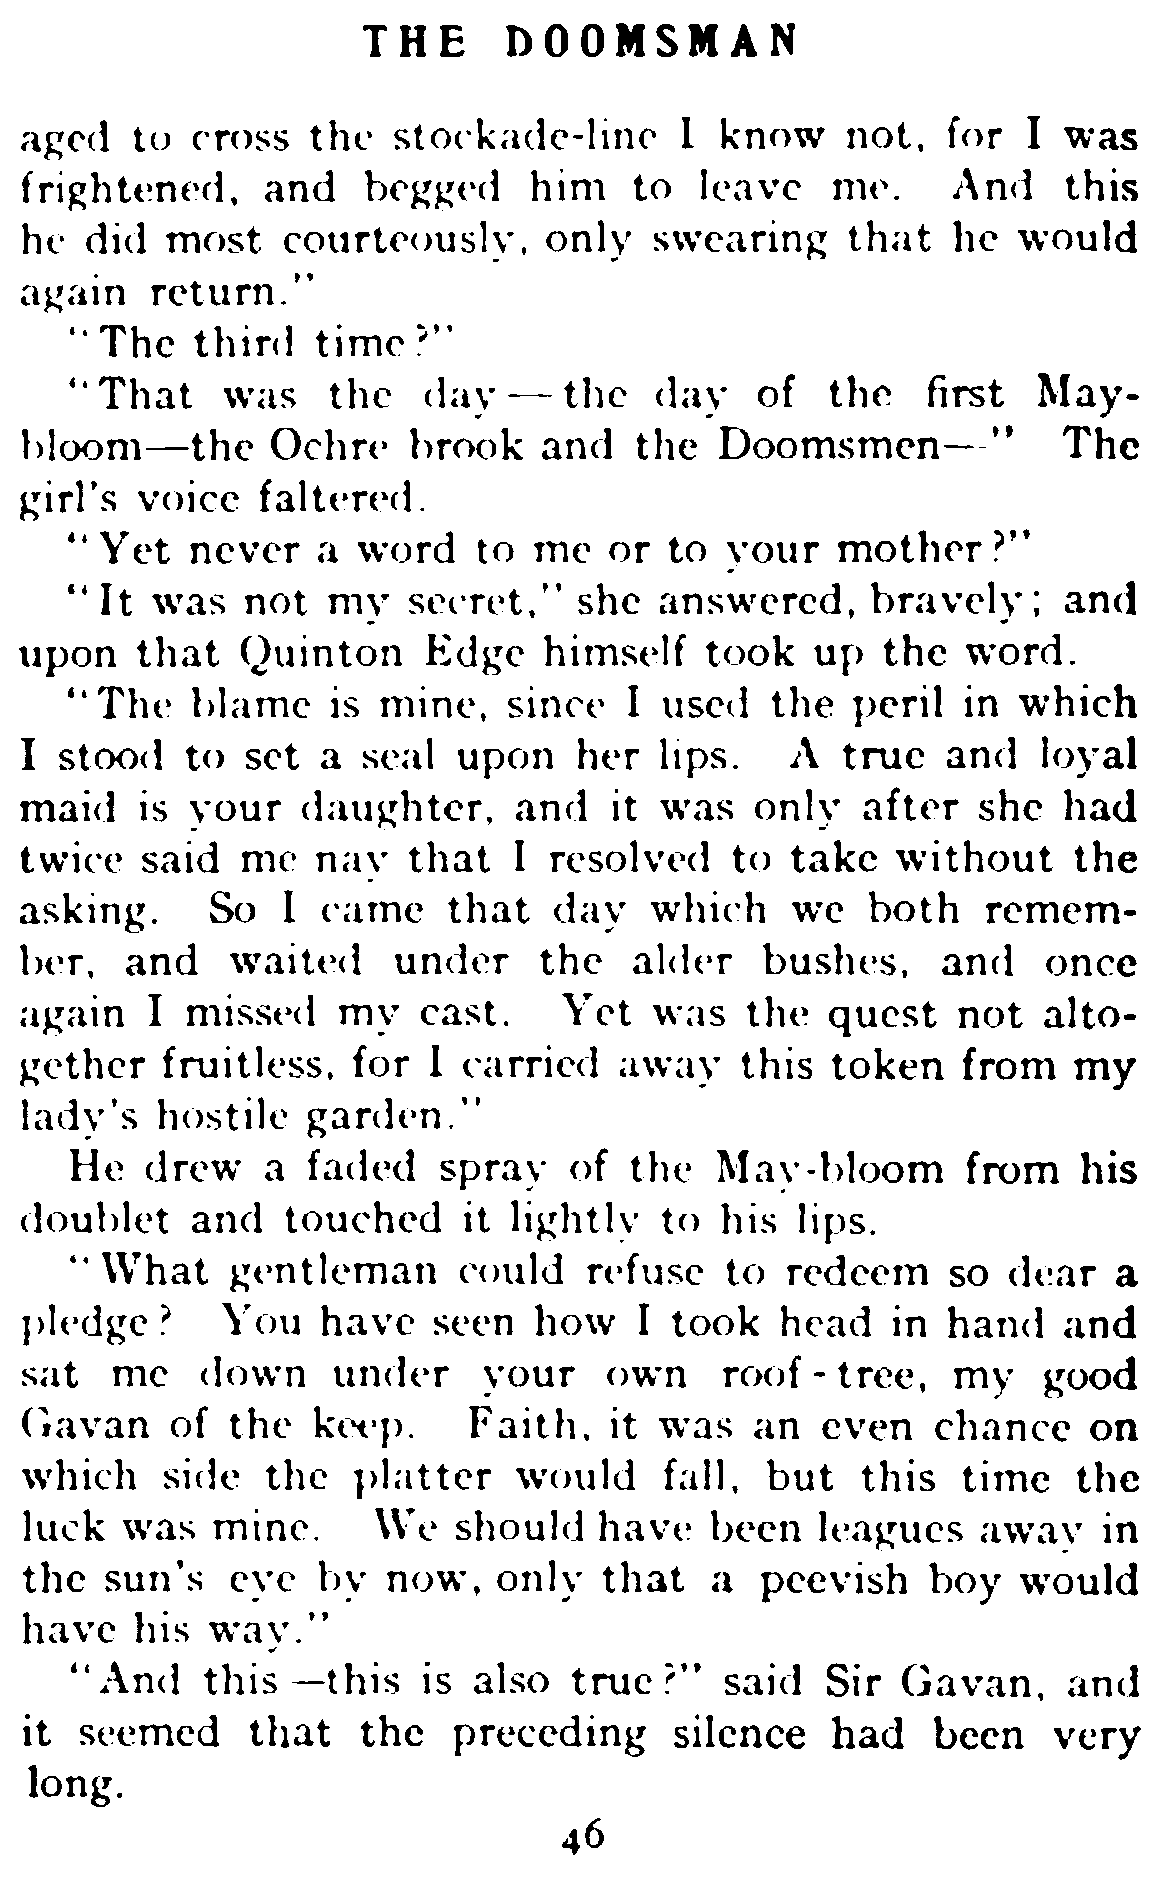 THE DOOMSMAN
aged to cross the stockade-line I know not, for I was
frightened, and begged him to leave me. And this
he did most courteously, only swearing that he would
again return."
"The third time?"
"That was the day—the day of the first May-
bloom—the Ochre brook and the Doomsmen—" The
girl's voice faltered.
"Yet never a word to me or to your mother?"
"It was not my secret," she answered, bravely; and
upon that Quinton Edge himself took up the word.
"The blame is mine, since I used the peril in which
I stood to set a seal upon her lips. A true and loyal
maid is your daughter, and it was only after she had
twice said me nay that I resolved to take without the
asking. So I came that day which we both remem-
ber, and waited under the alder bushes, and once
again I missed my cast. Yet was the quest not alto-
gether fruitless, for I carried away this token from my
lady's hostile garden."
He drew a faded spray of the May-bloom from his
doublet and touched it lightly to his lips.
"What gentleman could refuse to redeem so dear a
pledge? You have seen how I took head in hand and
sat me down under your own roof-tree, my good
Gavan of the keep. Faith, it was an even chance on
which side the platter would fall, but this time the
luck was mine. We should have been leagues away in
the sun's eye by now, only that a peevish boy would
have his way."
"And this—this is also true?" said Sir Gavan, and
it seemed that the preceding silence had been very
long.
46